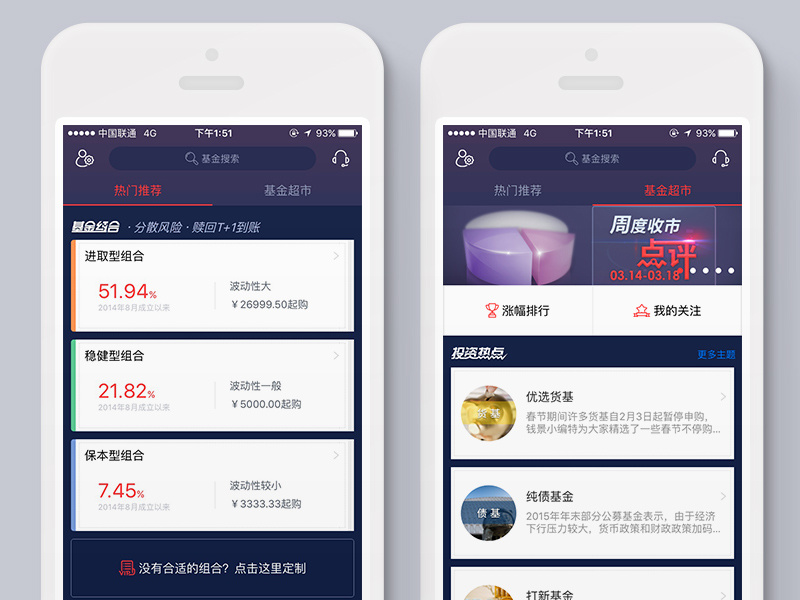 中国联通 4G 下午1:51 93%
基金搜索
热门推荐 基金超市
基金组合 · 分散风险 · 赎回T+1到账
进取型组合
51.94%
2014年8月成立以来
波动性大
￥26999.50起购
稳健型组合
21.82%
2014年8月成立以来
波动性一般
￥5000.00起购
保本型组合
7.45%
2014年8月成立以来
波动性较小
￥3333.33起购
没有合适的组合？点击这里定制
中国联通 4G 下午1:51 93%
基金搜索
热门推荐 基金超市
周度收市
点评
03.14-03.18
涨幅排行 我的关注
投资热点 更多主题
货基
优选货基
春节期间许多货基自2月3日起暂停申购，
钱景小编特为大家精选了一些春节不停购...
债基
纯债基金
2015年年末部分公募基金表示，由于经济
下行压力较大，货币政策和财政政策加码...
打新基金